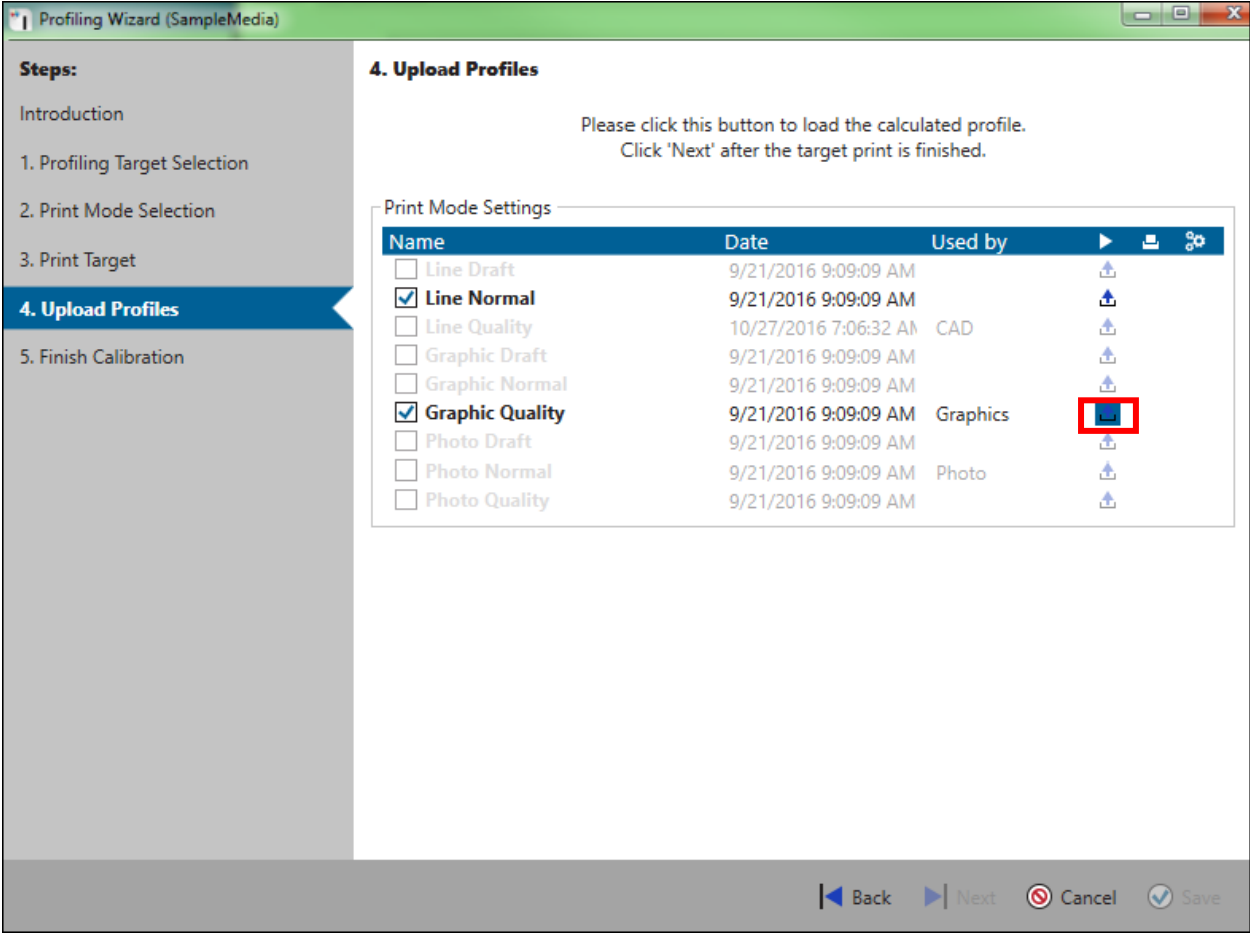 Profiling Wizard (SampleMedia)
Steps:
Introduction
1. Profiling Target Selection
2. Print Mode Selection
3. Print Target
4. Upload Profiles
5. Finish Calibration
4. Upload Profiles
Please click this button to load the calculated profile.
Click 'Next' after the target print is finished.
Print Mode Settings
Name Date Used by
Line Draft 9/21/2016 9:09:09 AM
Line Normal 9/21/2016 9:09:09 AM
Line Quality 10/27/2016 7:06:32 AM CAD
Graphic Draft 9/21/2016 9:09:09 AM
Graphic Normal 9/21/2016 9:09:09 AM
Graphic Quality 9/21/2016 9:09:09 AM Graphics
Photo Draft 9/21/2016 9:09:09 AM
Photo Normal 9/21/2016 9:09:09 AM Photo
Photo Quality 9/21/2016 9:09:09 AM
Back Next Cancel Save